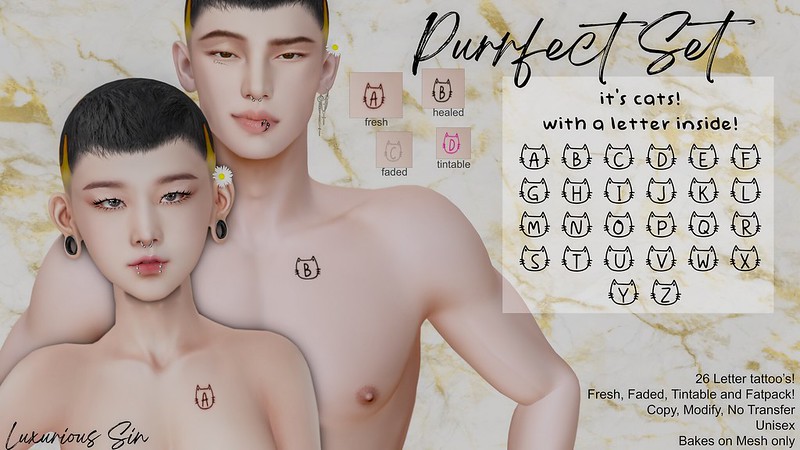 Purrfect Set
it's cats!
with a letter inside!
A B C D E F
G H I J K L
M N O P Q R
S T U V W X
Y Z
A
fresh
B
healed
C
faded
D
tintable
B
A
26 Letter tattoo's!
Fresh, Faded, Tintable and Fatpack!
Copy, Modify, No Transfer
Unisex
Bakes on Mesh only
Luxurious Sin